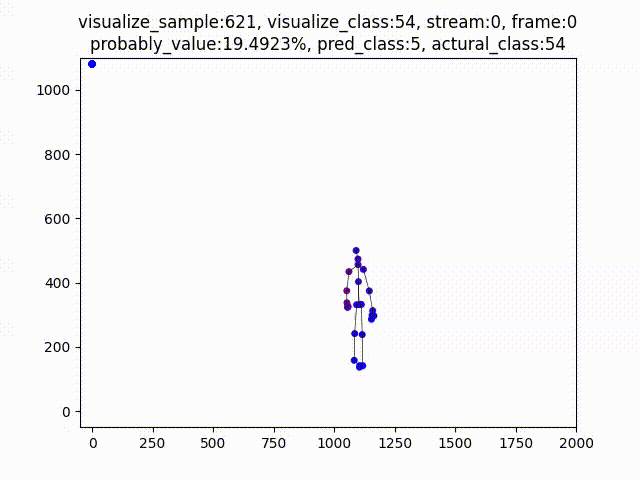 visualize_sample:621, visualize_class:54, stream:0, frame:0
probably_value:19.4923%, pred_class:5, actural_class:54
1000
800
600
400
200
0
0 250 500 750 1000 1250 1500 1750 2000